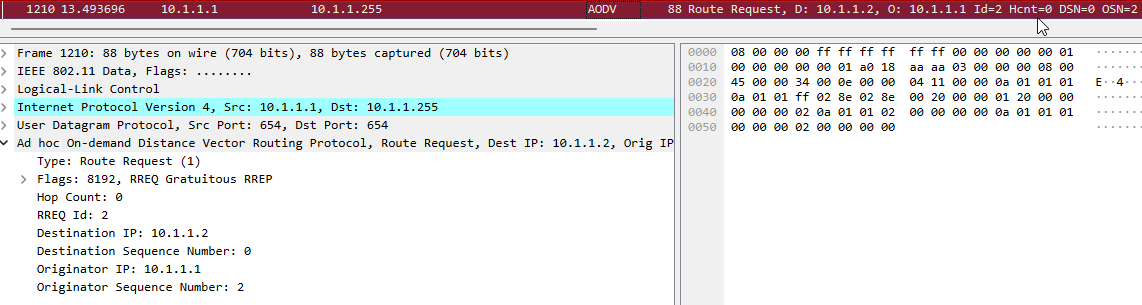 1210 13.493696 10.1.1.1 10.1.1.255 AODV 88 Route Request, D: 10.1.1.2, O: 10.1.1.1 Id=2 Hcnt=0 DSN=0 OSN=2
Frame 1210: 88 bytes on wire (704 bits), 88 bytes captured (704 bits)
IEEE 802.11 Data, Flags: ........
Logical-Link Control
Internet Protocol Version 4, Src: 10.1.1.1, Dst: 10.1.1.255
User Datagram Protocol, Src Port: 654, Dst Port: 654
Ad hoc On-demand Distance Vector Routing Protocol, Route Request, Dest IP: 10.1.1.2, Orig IP
Type: Route Request (1)
Flags: 8192, RREQ Gratuitous RREP
Hop Count: 0
RREQ Id: 2
Destination IP: 10.1.1.2
Destination Sequence Number: 0
Originator IP: 10.1.1.1
Originator Sequence Number: 2
0000 08 00 00 00 ff ff ff ff ff ff 00 00 00 00 00 01 ·······
0010 00 00 00 00 00 01 a0 18 aa aa 03 00 00 00 08 00 ·······
0020 45 00 00 34 00 0e 00 00 04 11 00 00 0a 01 01 01 E··4···
0030 0a 01 01 ff 02 8e 02 8e 00 20 00 00 01 20 00 00 ·······
0040 00 00 00 02 0a 01 01 02 00 00 00 00 0a 01 01 01 ·······
0050 00 00 00 02 00 00 00 00 ·······